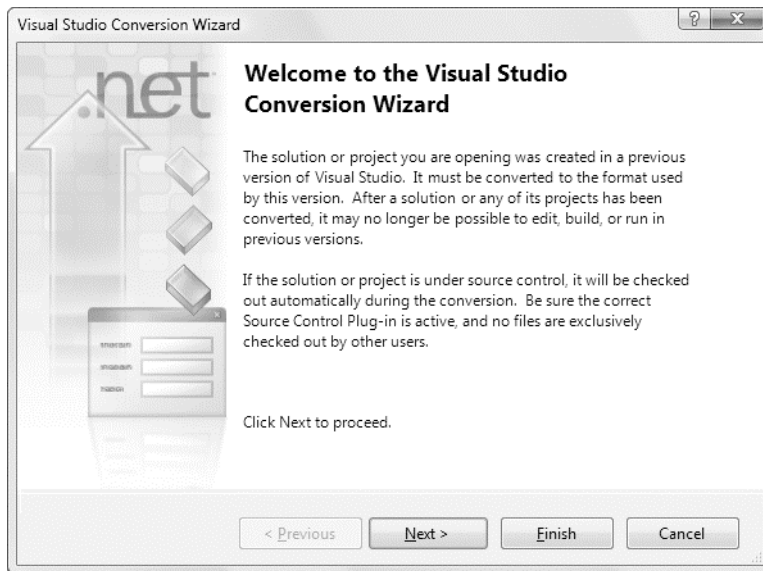 Visual Studio Conversion Wizard
.net
Welcome to the Visual Studio
Conversion Wizard
The solution or project you are opening was created in a previous
version of Visual Studio. It must be converted to the format used
by this version. After a solution or any of its projects has been
converted, it may no longer be possible to edit, build, or run in
previous versions.
If the solution or project is under source control, it will be checked
out automatically during the conversion. Be sure the correct
Source Control Plug-in is active, and no files are exclusively
checked out by other users.
Click Next to proceed.
< Previous
Next >
Finish
Cancel